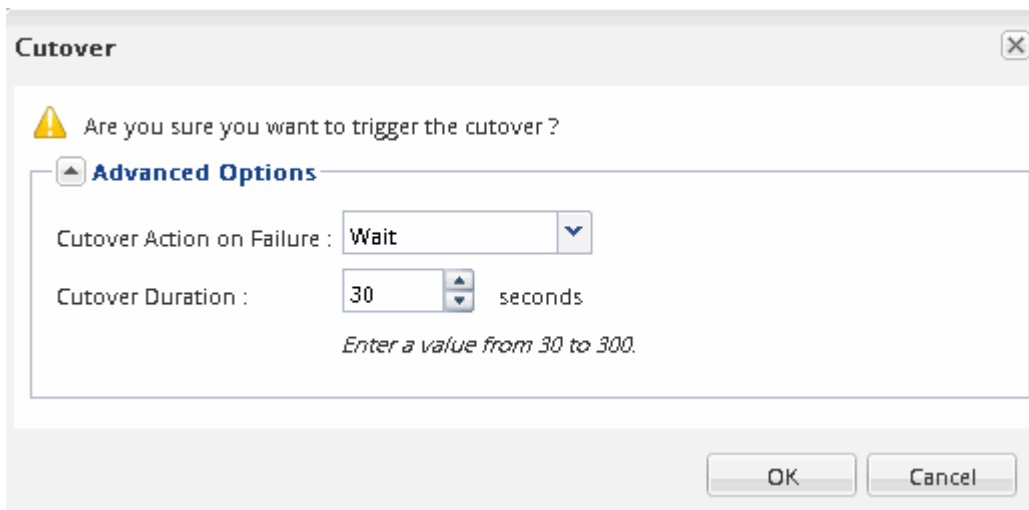 Cutover
Are you sure you want to trigger the cutover ?
Advanced Options
Cutover Action on Failure : Wait
Cutover Duration : 30 seconds
Enter a value from 30 to 300.
OK Cancel